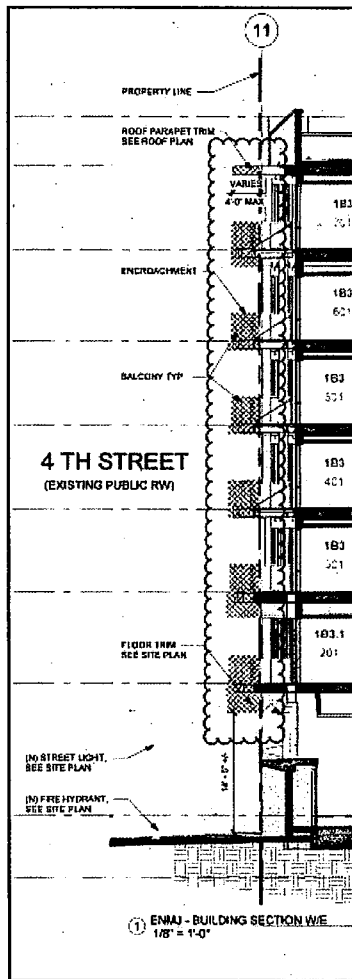 11
PROPERTY LINE
ROOF PARAPET TRIM
SEE ROOF PLAN
VARIES
4'-0" MAX
1B3
ENCROACHMENT
1B3
601
BALCONY TYP
1B3
501
4 TH STREET
(EXISTING PUBLIC RW)
1B3
401
1B3
1B3.1
201
FLOOR TRIM
SEE SITE PLAN
(N) STREET LIGHT,
SEE SITE PLAN
(N) FIRE HYDRANT,
SEE SITE PLAN
1 ENMJ - BUILDING SECTION W/E
1/8" = 1'-0"